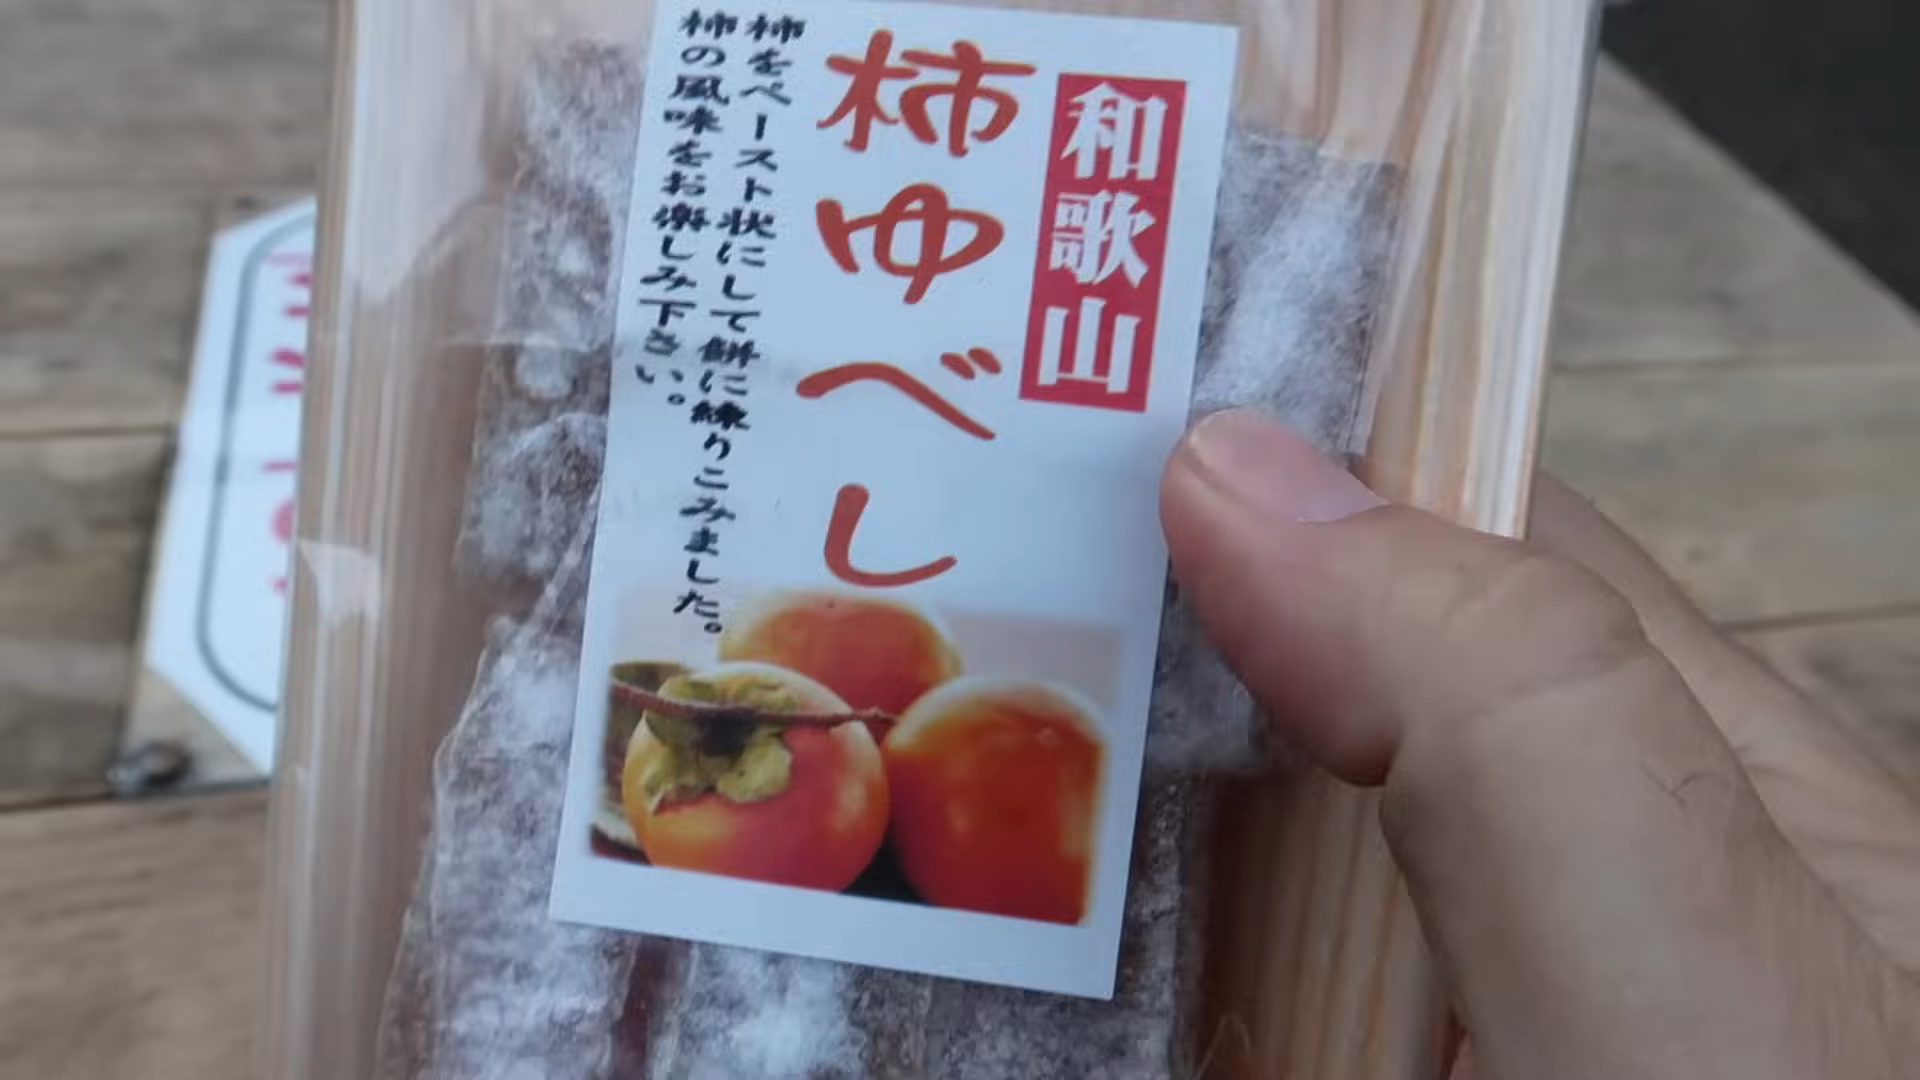 和歌山
柿ゆべし
柿をペースト状にして餅に練りこみました。
柿の風味をお楽しみ下さい。